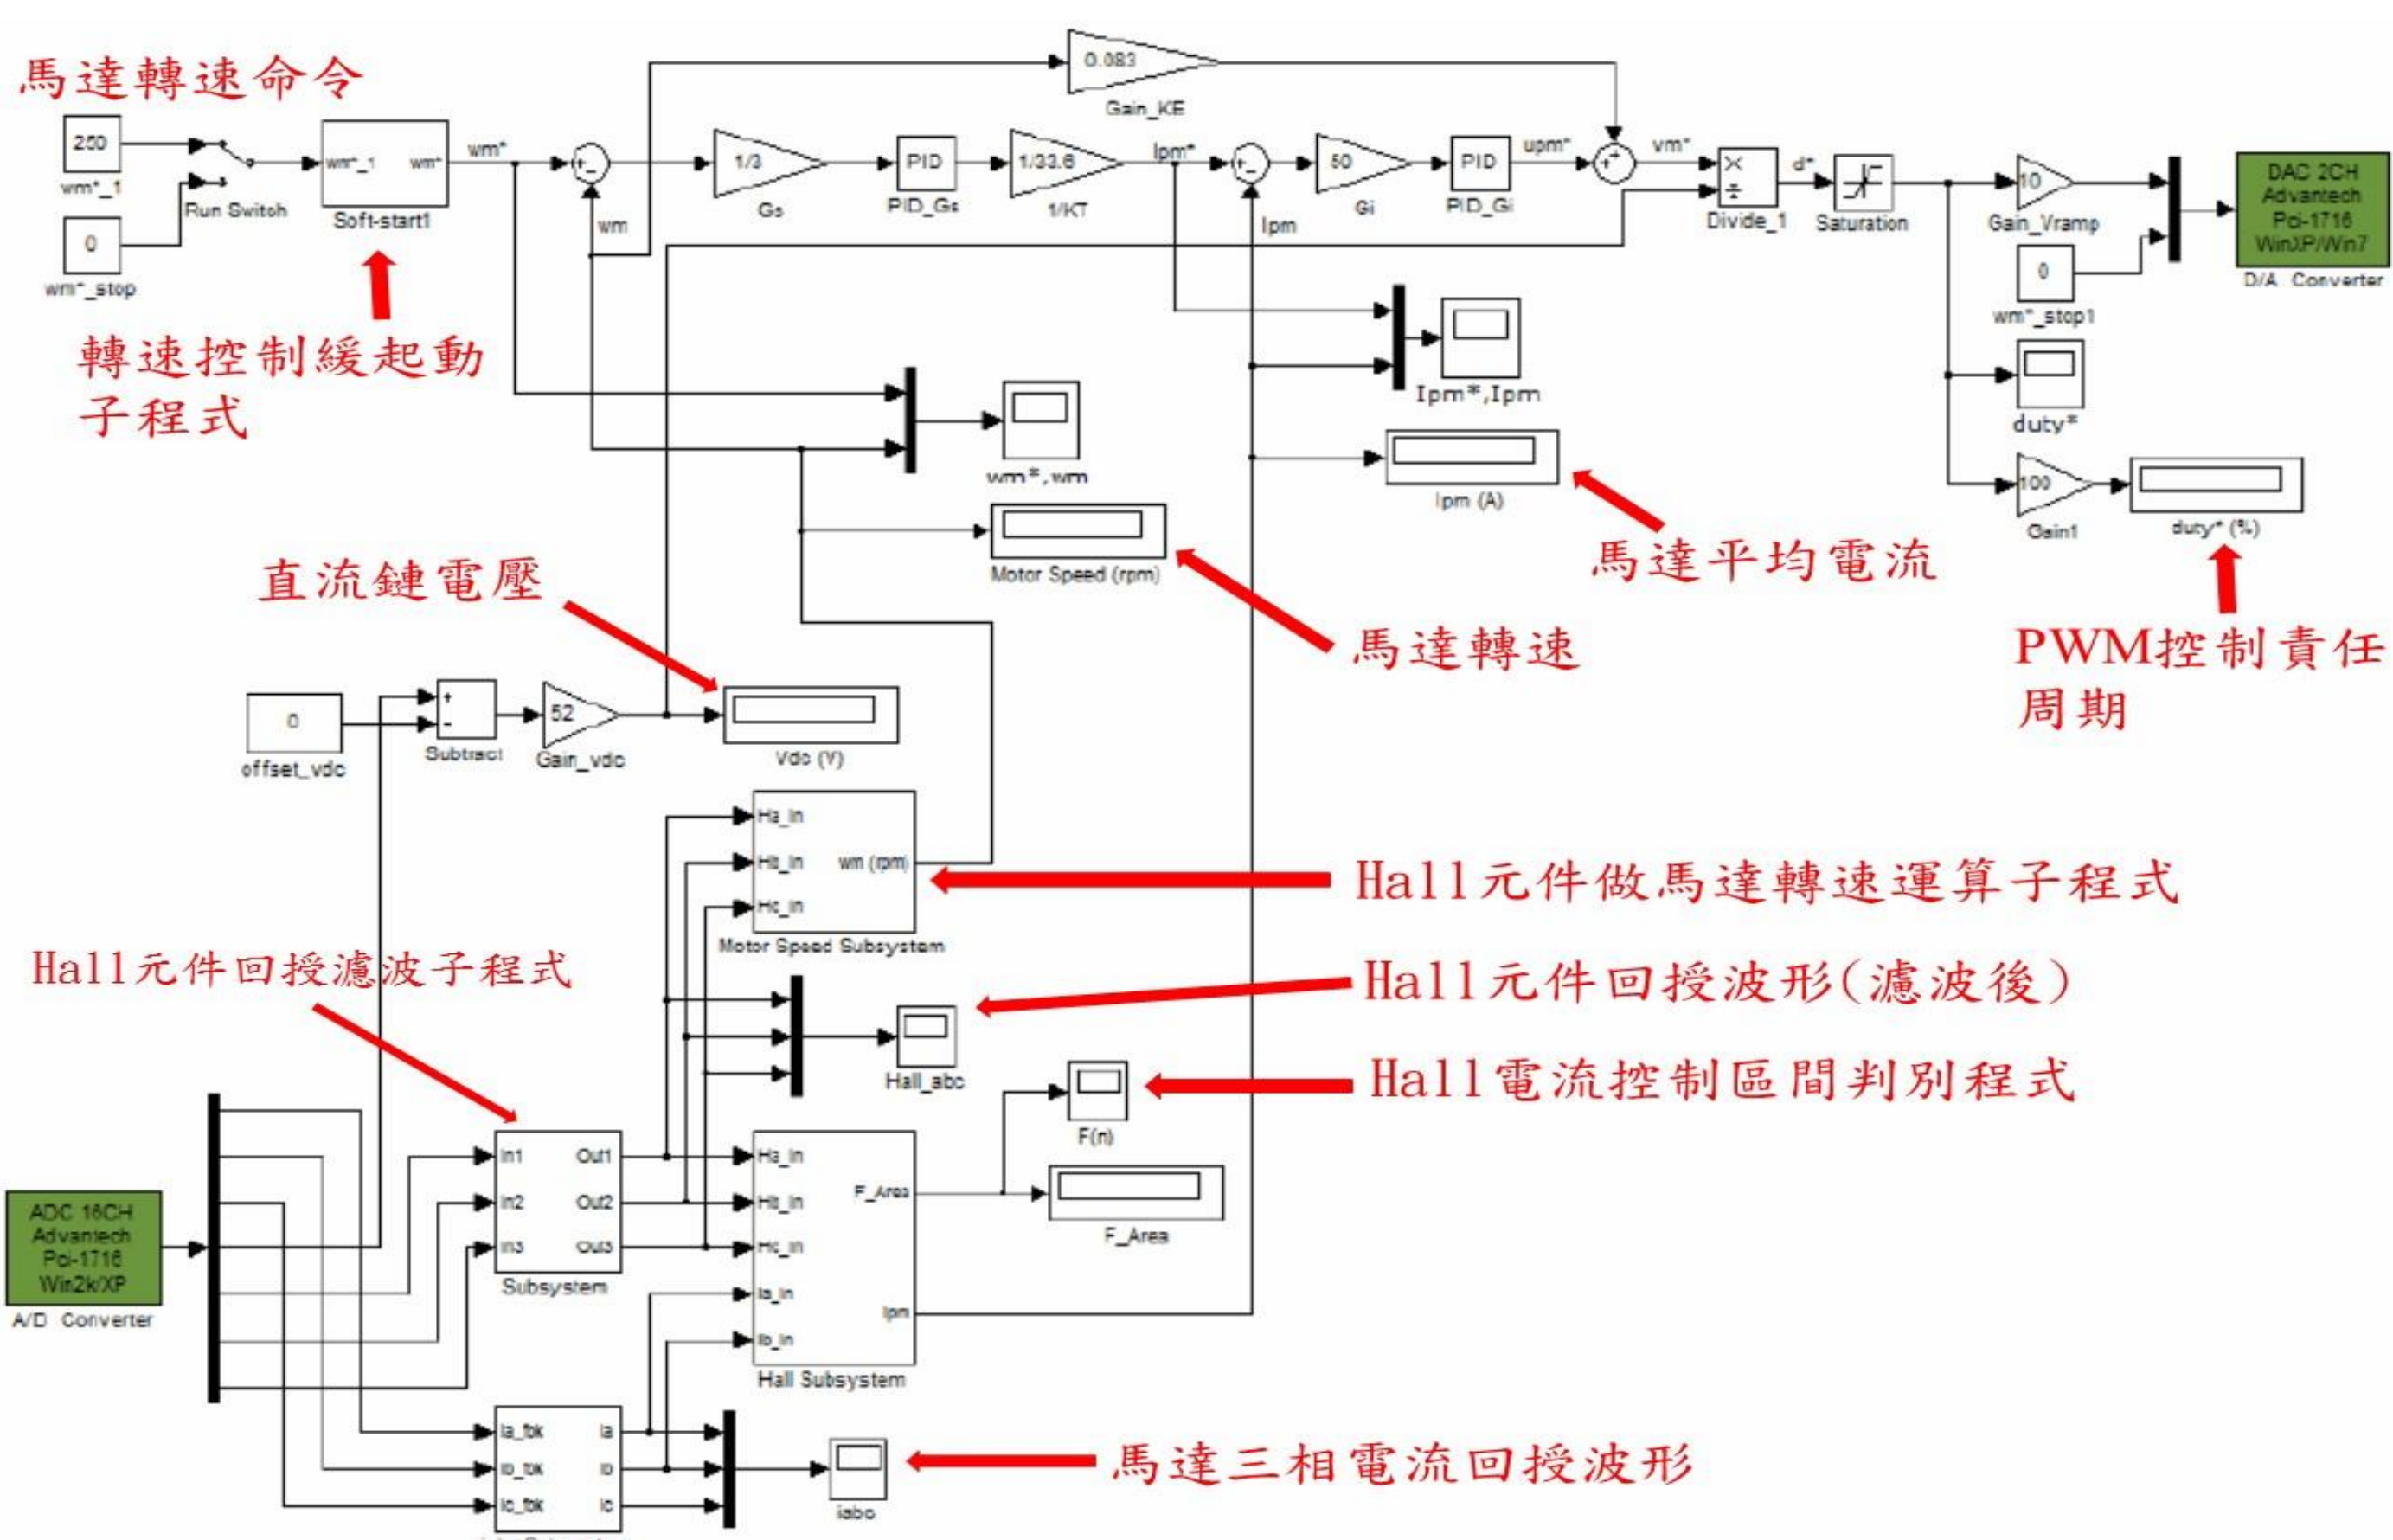 馬達轉速命令
250
wm*_1
0
wm*_stop
Run Switch
wm*_1 wm*
Soft-start1
wm*
轉速控制緩起動
子程式
wm
0.083
Gain_KE
1/3
Gs
PID
PID_Gs
1/33.6
1/KT
Ipm*
Ipm
50
Gi
PID
PID_Gi
upm*
vm*
×
÷
Divide_1
d*
Saturation
10
Gain_Vramp
0
wm*_stop1
DAC 2CH
Advantech
Pci-1716
WinXP/Win7
D/A Converter
duty*
100
Gain1
duty* (%)
PWM控制責任
周期
Ipm*,Ipm
Ipm (A)
馬達平均電流
wm*,wm
Motor Speed (rpm)
馬達轉速
直流鏈電壓
0
offset_vdc
+
-
Subtract
52
Gain_vdc
Vdc (V)
Ha_in
Hb_in
Hc_in
wm (rpm)
Motor Speed Subsystem
Hall元件做馬達轉速運算子程式
Hall元件回授濾波子程式
Hall_abc
Hall元件回授波形(濾波後)
F(n)
Hall電流控制區間判別程式
F_Area
ADC 16CH
Advantech
Pci-1716
Win2k/XP
A/D Converter
In1 Out1
In2 Out2
In3 Out3
Subsystem
Ha_in
Hb_in
Hc_in
Ia_in
Ib_in
F_Area
Ipm
Hall Subsystem
Ia_fbk Ia
Ib_fbk Ib
Ic_fbk Ic
iabc
馬達三相電流回授波形